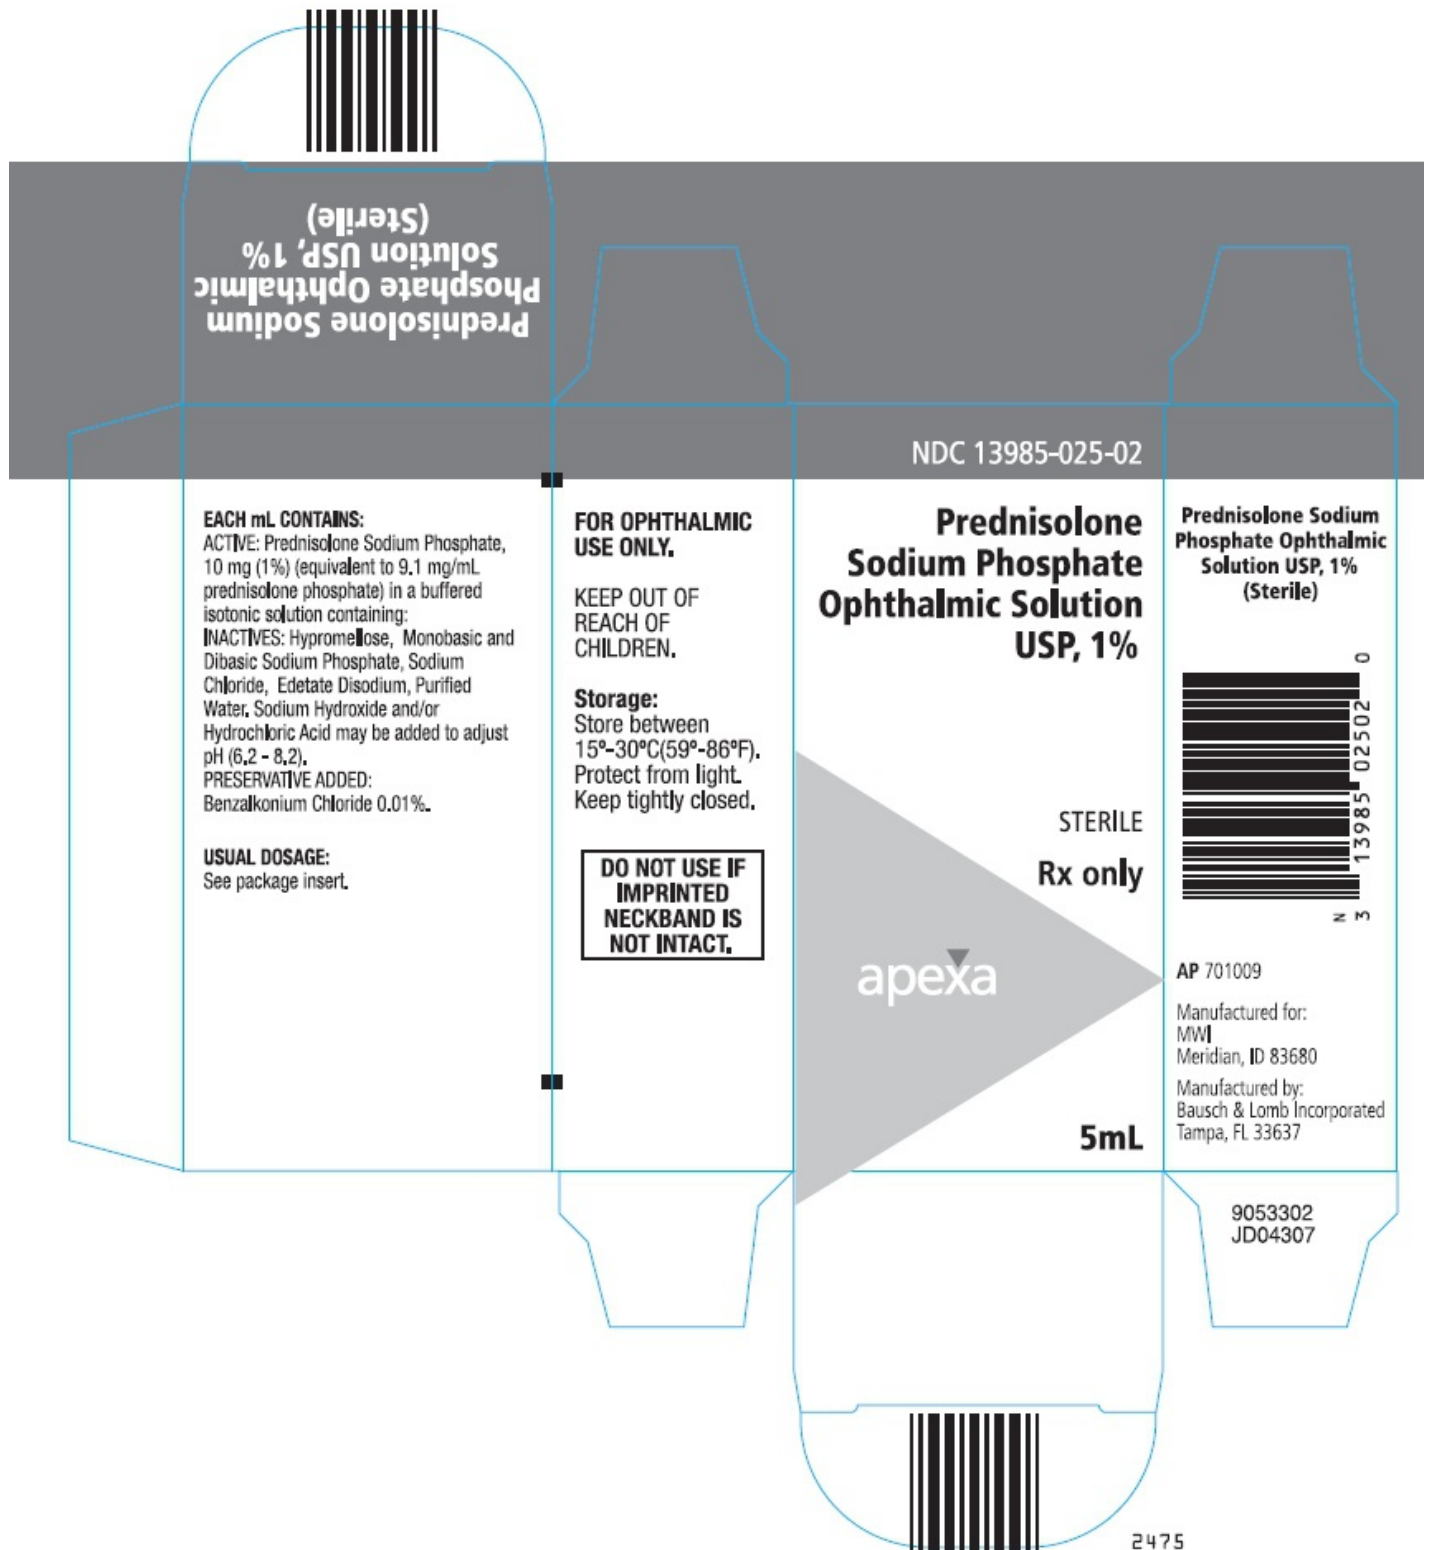 Prednisolone Sodium
Phosphate Ophthalmic
Solution USP, 1%
(Sterile)
EACH mL CONTAINS:
ACTIVE: Prednisolone Sodium Phosphate,
10 mg (1%) (equivalent to 9.1 mg/mL
prednisolone phosphate) in a buffered
isotonic solution containing:
INACTIVES: Hypromellose, Monobasic and
Dibasic Sodium Phosphate, Sodium
Chloride, Edetate Disodium, Purified
Water. Sodium Hydroxide and/or
Hydrochloric Acid may be added to adjust
pH (6.2 - 8.2).
PRESERVATIVE ADDED:
Benzalkonium Chloride 0.01%.
USUAL DOSAGE:
See package insert.
FOR OPHTHALMIC
USE ONLY.
KEEP OUT OF
REACH OF
CHILDREN.
Storage:
Store between
15º-30ºC(59º-86ºF).
Protect from light.
Keep tightly closed.
DO NOT USE IF
IMPRINTED
NECKBAND IS
NOT INTACT.
NDC 13985-025-02
Prednisolone
Sodium Phosphate
Ophthalmic Solution
USP, 1%
STERILE
Rx only
apexa
5mL
Prednisolone Sodium
Phosphate Ophthalmic
Solution USP, 1%
(Sterile)
N
3 13985 02502 0
AP 701009
Manufactured for:
MWI
Meridian, ID 83680
Manufactured by:
Bausch & Lomb Incorporated
Tampa, FL 33637
9053302
JD04307
2475